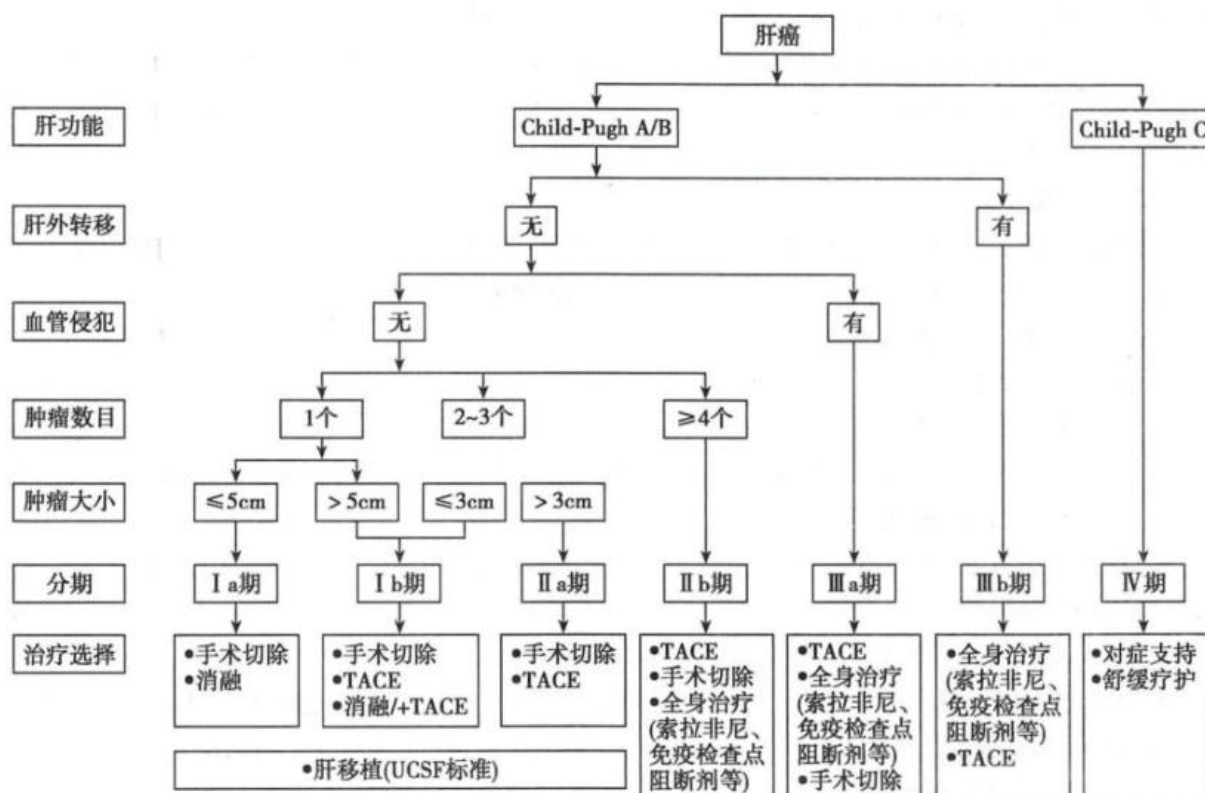 肝癌
肝功能
Child-Pugh A/B
Child-Pugh C
肝外转移
无
有
血管侵犯
无
有
肿瘤数目
1个
2~3个
≥4个
肿瘤大小
≤5cm
>5cm
≤3cm
>3cm
分期
Ⅰa期
Ⅰb期
Ⅱa期
Ⅱb期
Ⅲa期
Ⅲb期
Ⅳ期
治疗选择
●手术切除
●消融
●手术切除
●TACE
●消融/+TACE
●手术切除
●TACE
●肝移植(UCSF标准)
●TACE
●手术切除
●全身治疗
(索拉非尼、
免疫检查点
阻断剂等)
●TACE
●全身治疗
(索拉非尼、
免疫检查点
阻断剂等)
●手术切除
●全身治疗
(索拉非尼、
免疫检查点
阻断剂等)
●TACE
●对症支持
●舒缓疗护